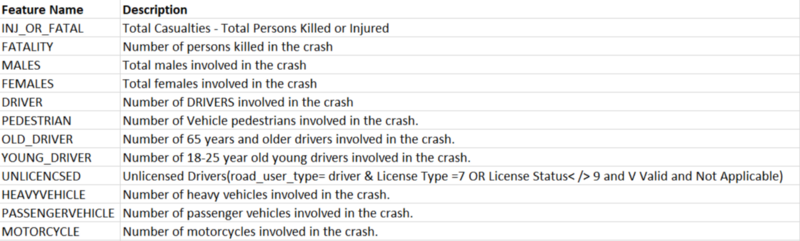 Feature Name Description
INJ_OR_FATAL Total Casualties - Total Persons Killed or Injured
FATALITY Number of persons killed in the crash
MALES Total males involved in the crash
FEMALES Total females involved in the crash
DRIVER Number of DRIVERS involved in the crash
PEDESTRIAN Number of Vehicle pedestrians involved in the crash.
OLD_DRIVER Number of 65 years and older drivers involved in the crash.
YOUNG_DRIVER Number of 18-25 year old young drivers involved in the crash.
UNLICENCSED Unlicensed Drivers(road_user_type= driver & License Type =7 OR License Status< /> 9 and V Valid and Not Applicable)
HEAVYVEHICLE Number of heavy vehicles involved in the crash.
PASSENGERVEHICLE Number of passenger vehicles involved in the crash.
MOTORCYCLE Number of motorcycles involved in the crash.